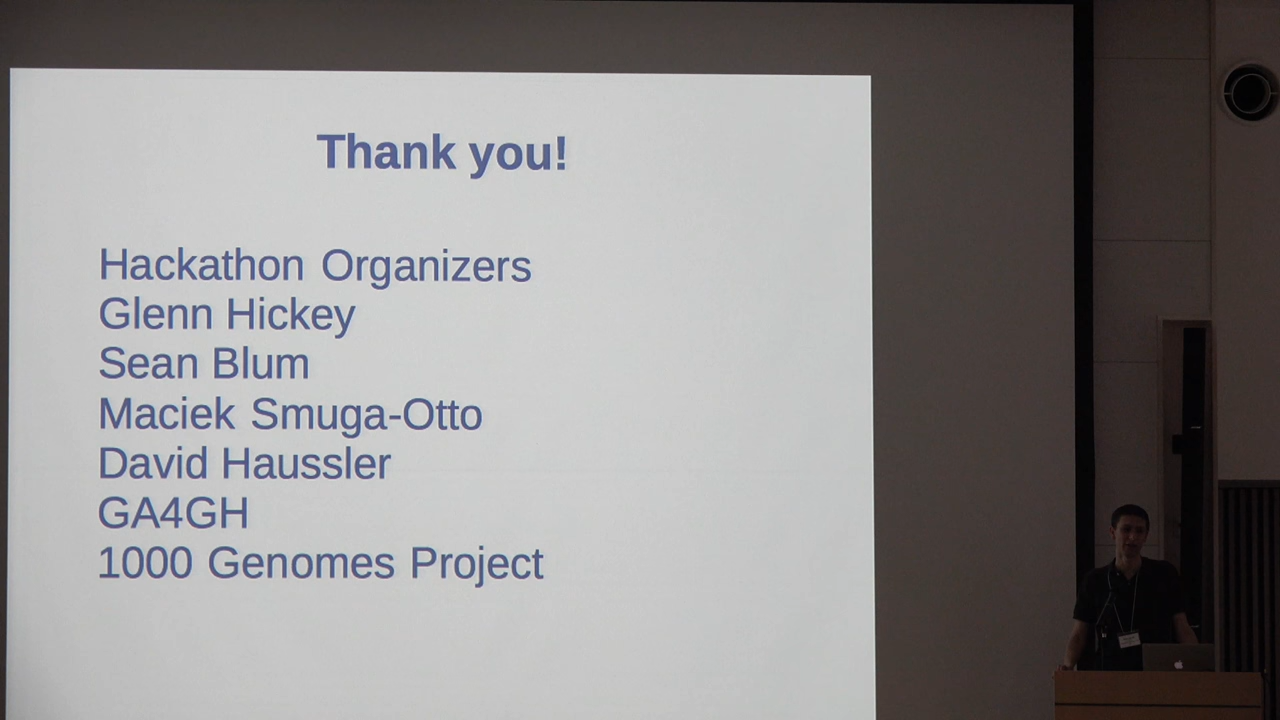 Thank you!
Hackathon Organizers
Glenn Hickey
Sean Blum
Maciek Smuga-Otto
David Haussler
GA4GH
1000 Genomes Project